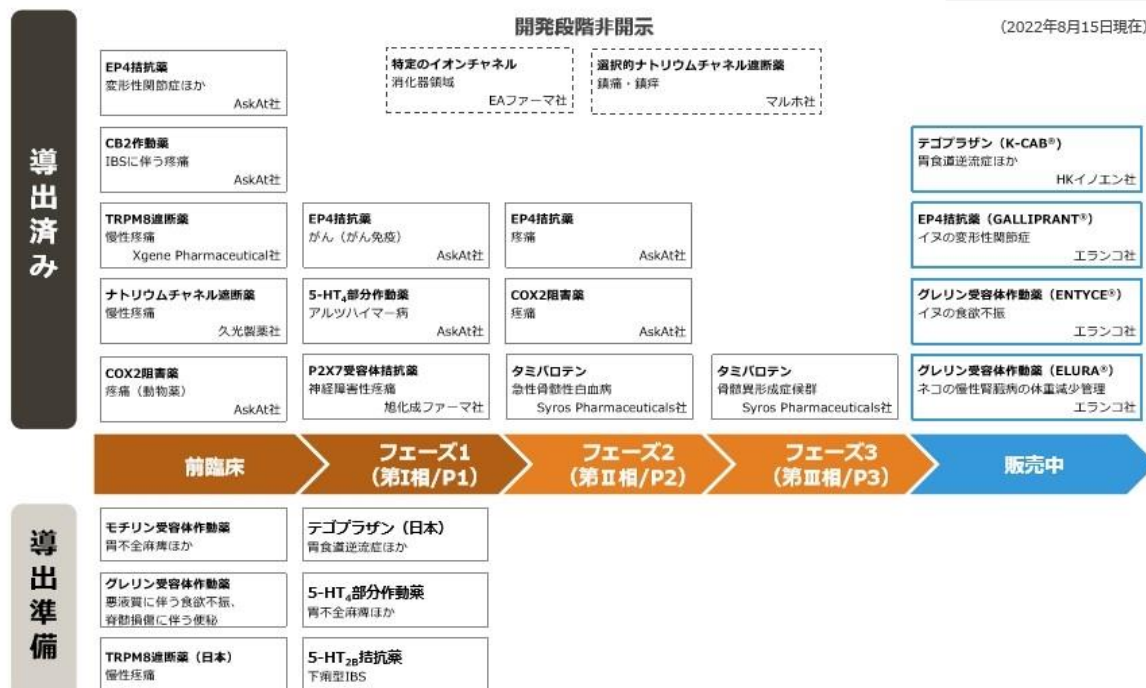 開発段階非開示
(2022年8月15日現在)
導出済み
EP4拮抗薬
変形性関節症ほか
AskAt社
特定のイオンチャネル
消化器領域
EAファーマ社
選択的ナトリウムチャネル遮断薬
鎮痛・鎮痒
マルホ社
CB2作動薬
IBSに伴う疼痛
AskAt社
テゴプラザン（K-CAB®）
胃食道逆流症ほか
HKイノエン社
TRPM8遮断薬
慢性疼痛
Xgene Pharmaceutical社
EP4拮抗薬
がん（がん免疫）
AskAt社
EP4拮抗薬
疼痛
AskAt社
EP4拮抗薬（GALLIPRANT®）
イヌの変形性関節症
エランコ社
ナトリウムチャネル遮断薬
慢性疼痛
久光製薬社
5-HT₄部分作動薬
アルツハイマー病
AskAt社
COX2阻害薬
疼痛
AskAt社
グレリン受容体作動薬（ENTYCE®）
イヌの食欲不振
エランコ社
COX2阻害薬
疼痛（動物薬）
AskAt社
P2X7受容体拮抗薬
神経障害性疼痛
旭化成ファーマ社
タミバロテン
急性骨髄性白血病
Syros Pharmaceuticals社
タミバロテン
骨髄異形成症候群
Syros Pharmaceuticals社
グレリン受容体作動薬（ELURA®）
ネコの慢性腎臓病の体重減少管理
エランコ社
前臨床
フェーズ1
（第Ⅰ相/P1）
フェーズ2
（第Ⅱ相/P2）
フェーズ3
（第Ⅲ相/P3）
販売中
導出準備
モチリン受容体作動薬
胃不全麻痺ほか
テゴプラザン（日本）
胃食道逆流症ほか
グレリン受容体作動薬
悪液質に伴う食欲不振、
脊髄損傷に伴う便秘
5-HT₄部分作動薬
胃不全麻痺ほか
TRPM8遮断薬（日本）
慢性疼痛
5-HT₂B拮抗薬
下痢型IBS